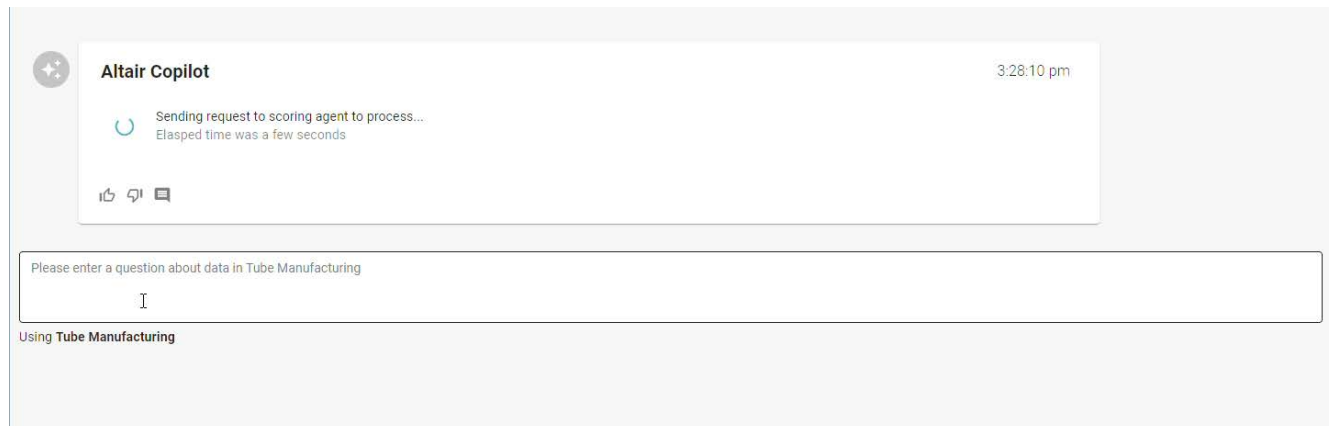 Altair Copilot
3:28:10 pm
Sending request to scoring agent to process...
Elasped time was a few seconds
Please enter a question about data in Tube Manufacturing
Using Tube Manufacturing